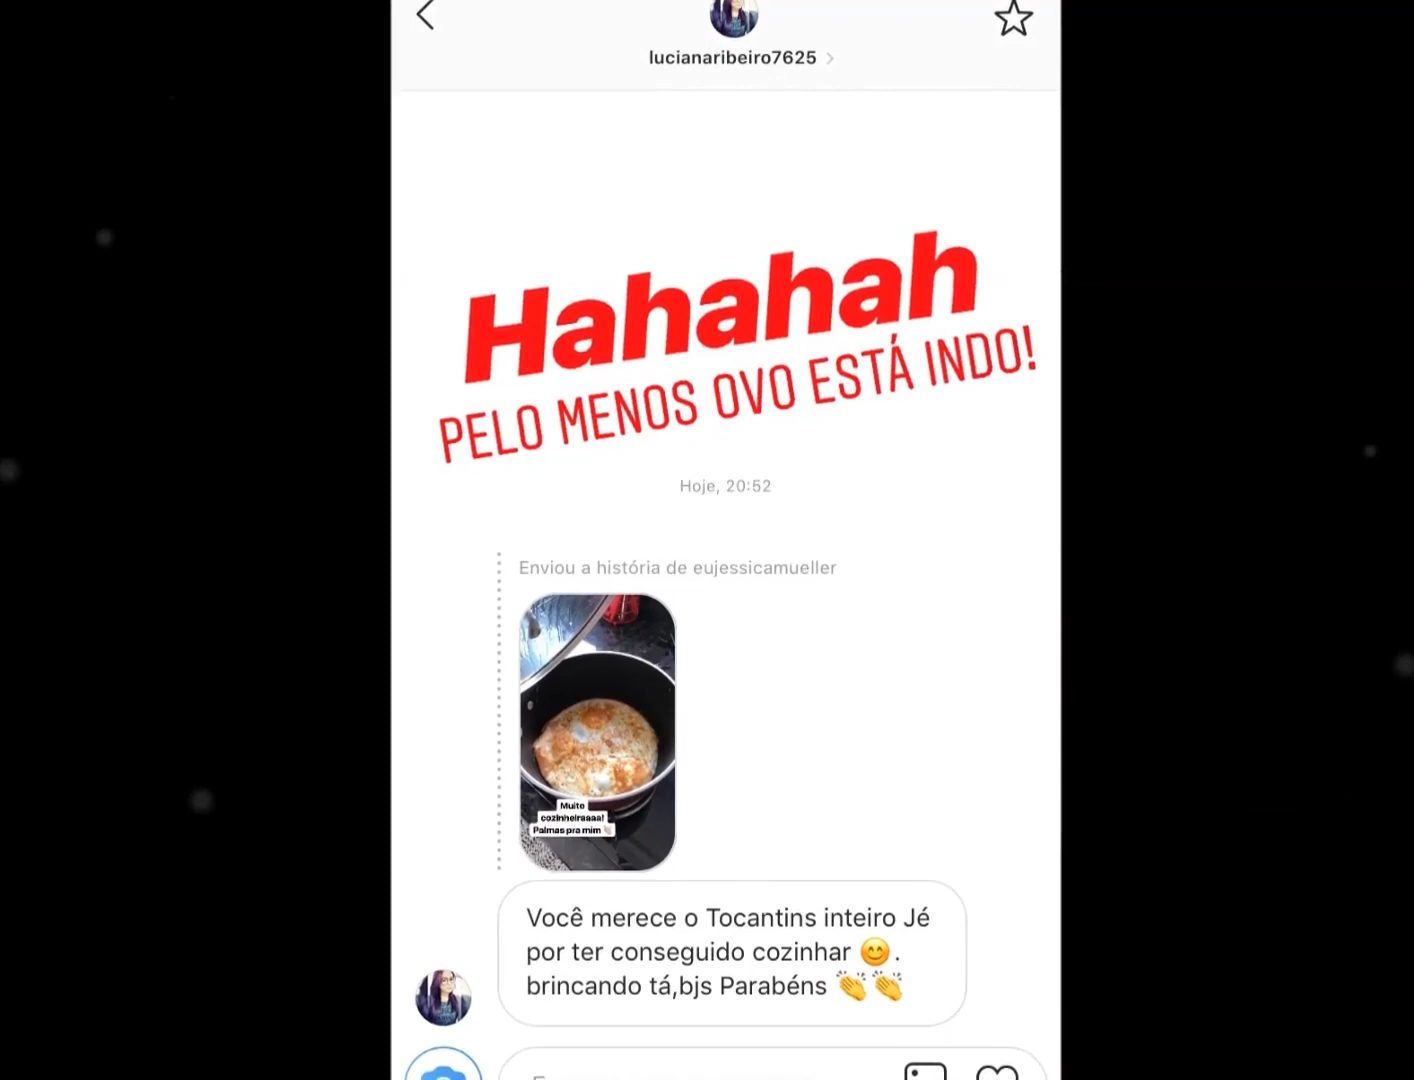 lucianaribeiro7625
Hahahah
PELO MENOS OVO ESTÁ INDO!
Hoje, 20:52
Enviou a história de eujessicamueller
Muito
cozinheiraaaa!
Palmas pra mim 👏🏻
Você merece o Tocantins inteiro Jé
por ter conseguido cozinhar 😊.
brincando tá,bjs Parabéns 👏👏